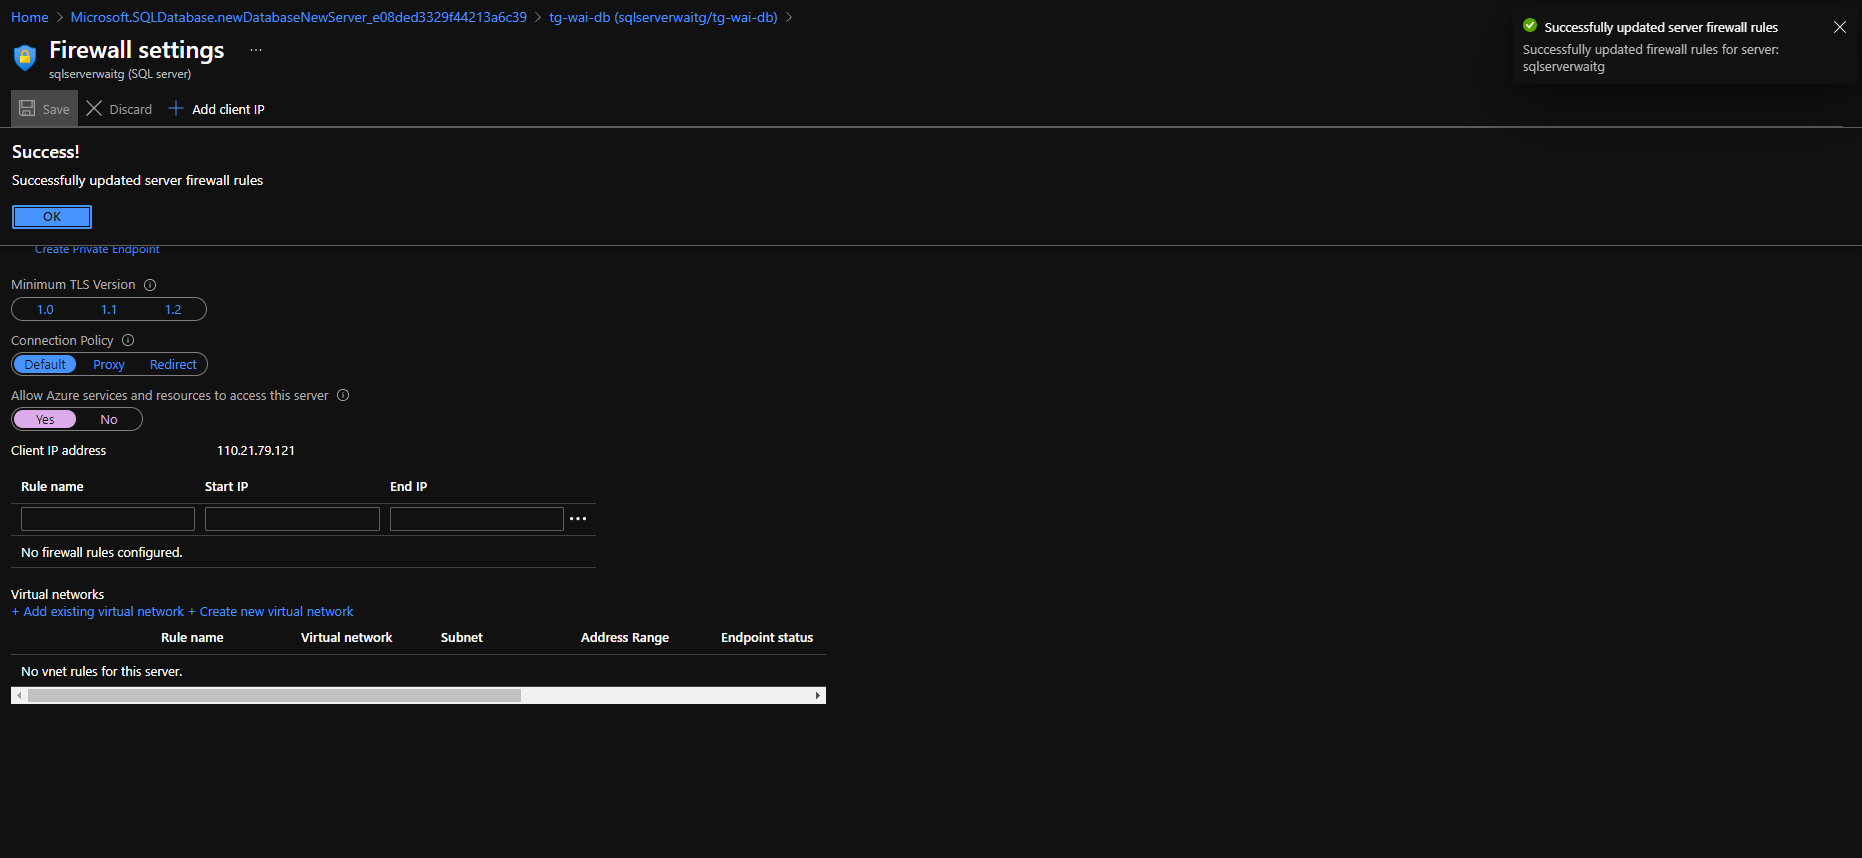 Home > Microsoft.SQLDatabase.newDatabaseNewServer_e08ded3329f44213a6c39 > tg-wai-db (sqlserverwaitg/tg-wai-db) >
Firewall settings ...
sqlserverwaitg (SQL server)
Successfully updated server firewall rules
Successfully updated firewall rules for server:
sqlserverwaitg
Save Discard Add client IP
Success!
Successfully updated server firewall rules
OK
Create Private Endpoint
Minimum TLS Version
1.0 1.1 1.2
Connection Policy
Default Proxy Redirect
Allow Azure services and resources to access this server
Yes No
Client IP address 110.21.79.121
Rule name Start IP End IP
No firewall rules configured.
Virtual networks
+ Add existing virtual network + Create new virtual network
Rule name Virtual network Subnet Address Range Endpoint status
No vnet rules for this server.